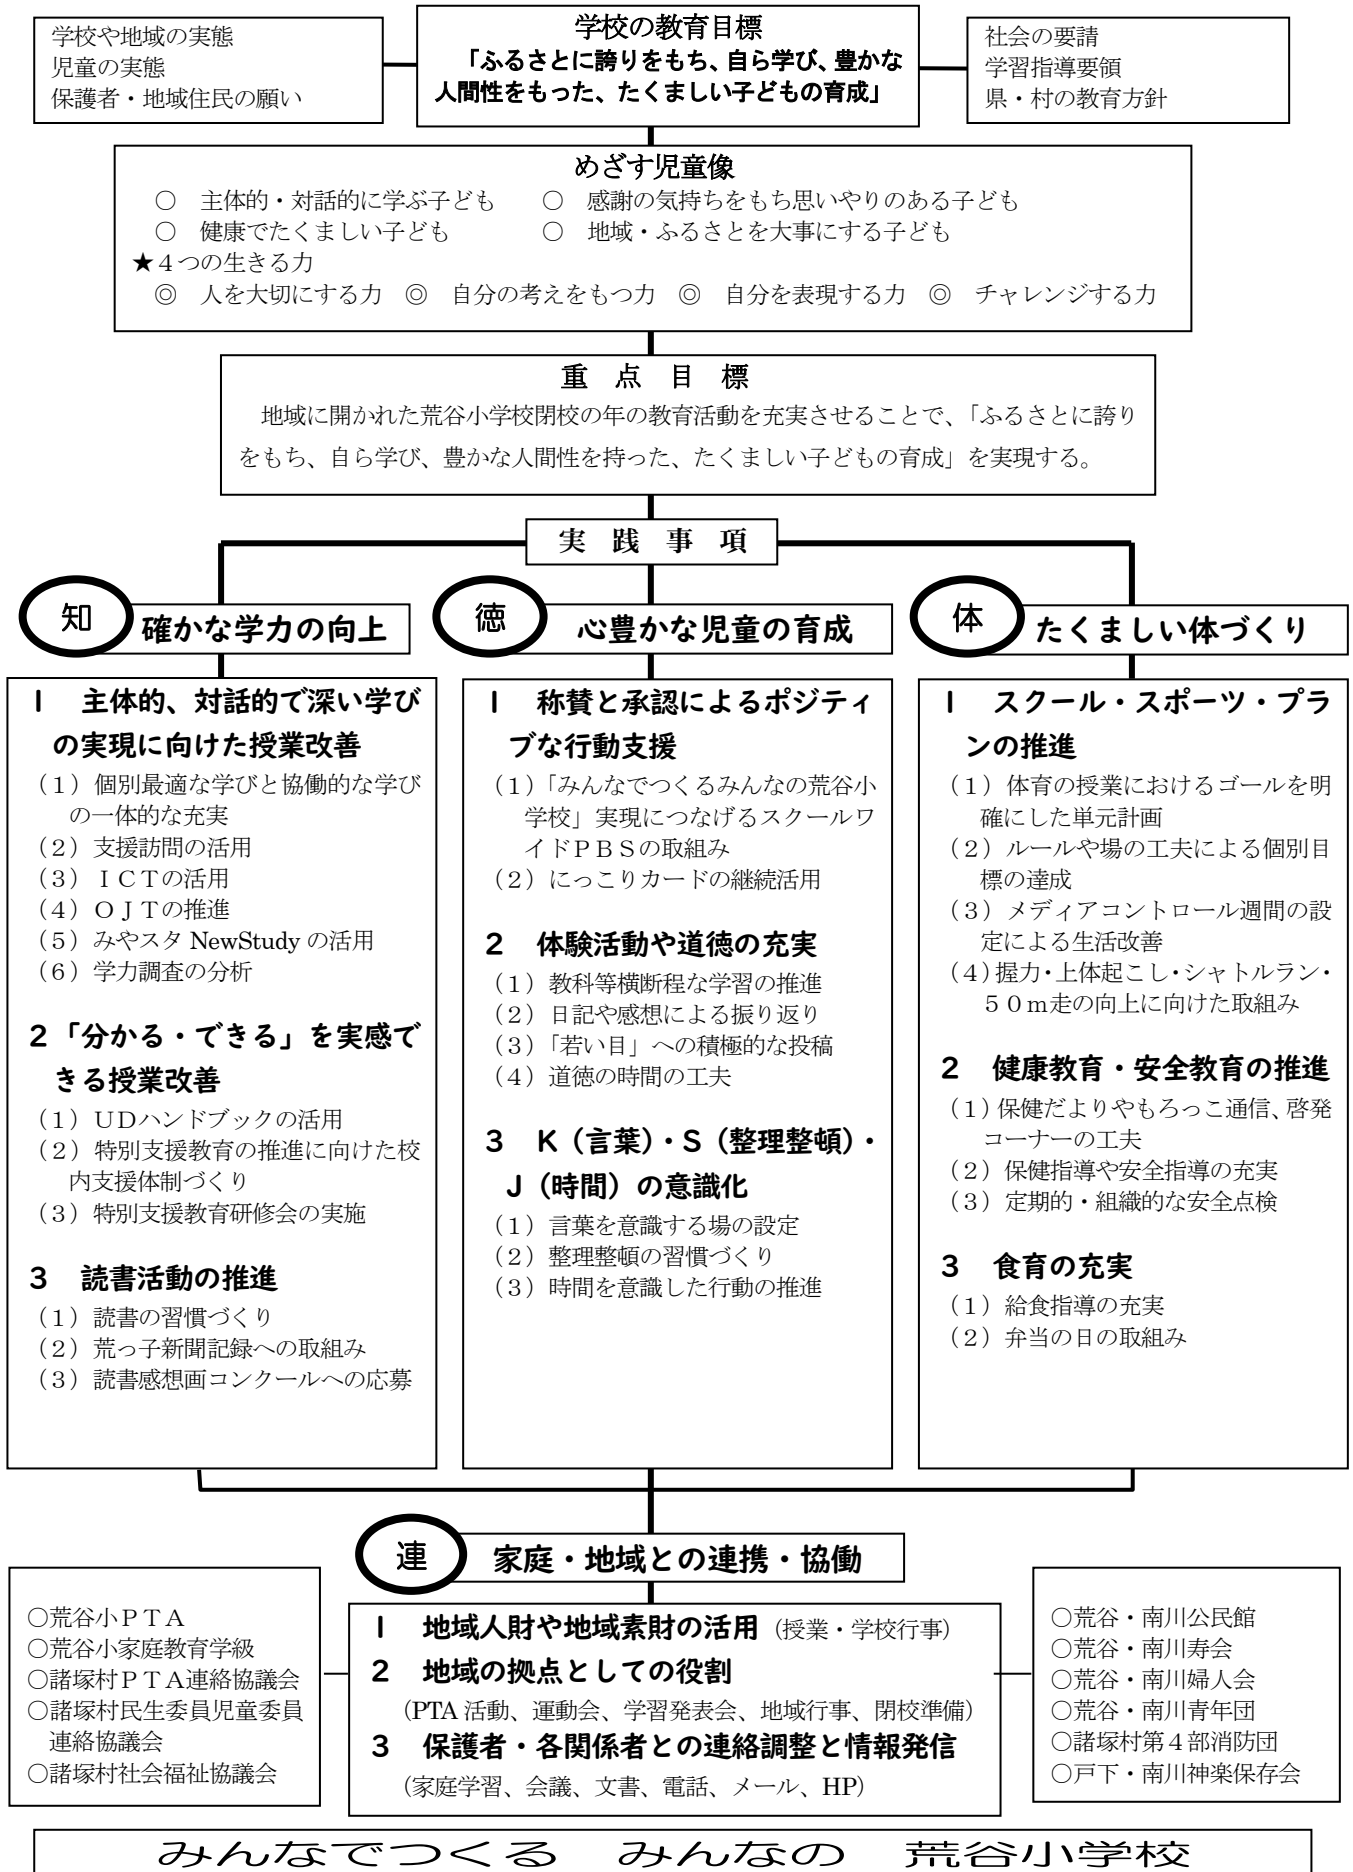 学校や地域の実態
児童の実態
保護者・地域住民の願い
学校の教育目標
「ふるさとに誇りをもち、自ら学び、豊かな
人間性をもった、たくましい子どもの育成」
社会の要請
学習指導要領
県・村の教育方針
めざす児童像
○　主体的・対話的に学ぶ子ども　　○　感謝の気持ちをもち思いやりのある子ども
○　健康でたくましい子ども　　　　○　地域・ふるさとを大事にする子ども
★４つの生きる力
◎　人を大切にする力　◎　自分の考えをもつ力　◎　自分を表現する力　◎　チャレンジする力
重　点　目　標
地域に開かれた荒谷小学校閉校の年の教育活動を充実させることで、「ふるさとに誇り
をもち、自ら学び、豊かな人間性を持った、たくましい子どもの育成」を実現する。
実　践　事　項
知
確かな学力の向上
１　主体的、対話的で深い学び
の実現に向けた授業改善
（１）個別最適な学びと協働的な学び
の一体的な充実
（２）支援訪問の活用
（３）ＩＣＴの活用
（４）ＯＪＴの推進
（５）みやスタ NewStudy の活用
（６）学力調査の分析
２「分かる・できる」を実感で
きる授業改善
（１）ＵＤハンドブックの活用
（２）特別支援教育の推進に向けた校
内支援体制づくり
（３）特別支援教育研修会の実施
３　読書活動の推進
（１）読書の習慣づくり
（２）荒っ子新聞記録への取組み
（３）読書感想画コンクールへの応募
徳
心豊かな児童の育成
１　称賛と承認によるポジティ
ブな行動支援
（１）「みんなでつくるみんなの荒谷小
学校」実現につなげるスクールワ
イドＰＢＳの取組み
（２）にっこりカードの継続活用
２　体験活動や道徳の充実
（１）教科等横断程な学習の推進
（２）日記や感想による振り返り
（３）「若い目」への積極的な投稿
（４）道徳の時間の工夫
３　Ｋ（言葉）・Ｓ（整理整頓）・
Ｊ（時間）の意識化
（１）言葉を意識する場の設定
（２）整理整頓の習慣づくり
（３）時間を意識した行動の推進
体
たくましい体づくり
１　スクール・スポーツ・プラ
ンの推進
（１）体育の授業におけるゴールを明
確にした単元計画
（２）ルールや場の工夫による個別目
標の達成
（３）メディアコントロール週間の設
定による生活改善
（４）握力・上体起こし・シャトルラン・
５０ｍ走の向上に向けた取組み
２　健康教育・安全教育の推進
（１）保健だよりやもろっこ通信、啓発
コーナーの工夫
（２）保健指導や安全指導の充実
（３）定期的・組織的な安全点検
３　食育の充実
（１）給食指導の充実
（２）弁当の日の取組み
連
家庭・地域との連携・協働
○荒谷小ＰＴＡ
○荒谷小家庭教育学級
○諸塚村ＰＴＡ連絡協議会
○諸塚村民生委員児童委員
連絡協議会
○諸塚村社会福祉協議会
１　地域人財や地域素財の活用（授業・学校行事）
２　地域の拠点としての役割
（PTA 活動、運動会、学習発表会、地域行事、閉校準備）
３　保護者・各関係者との連絡調整と情報発信
（家庭学習、会議、文書、電話、メール、HP）
○荒谷・南川公民館
○荒谷・南川寿会
○荒谷・南川婦人会
○荒谷・南川青年団
○諸塚村第４部消防団
○戸下・南川神楽保存会
みんなでつくる　みんなの　荒谷小学校